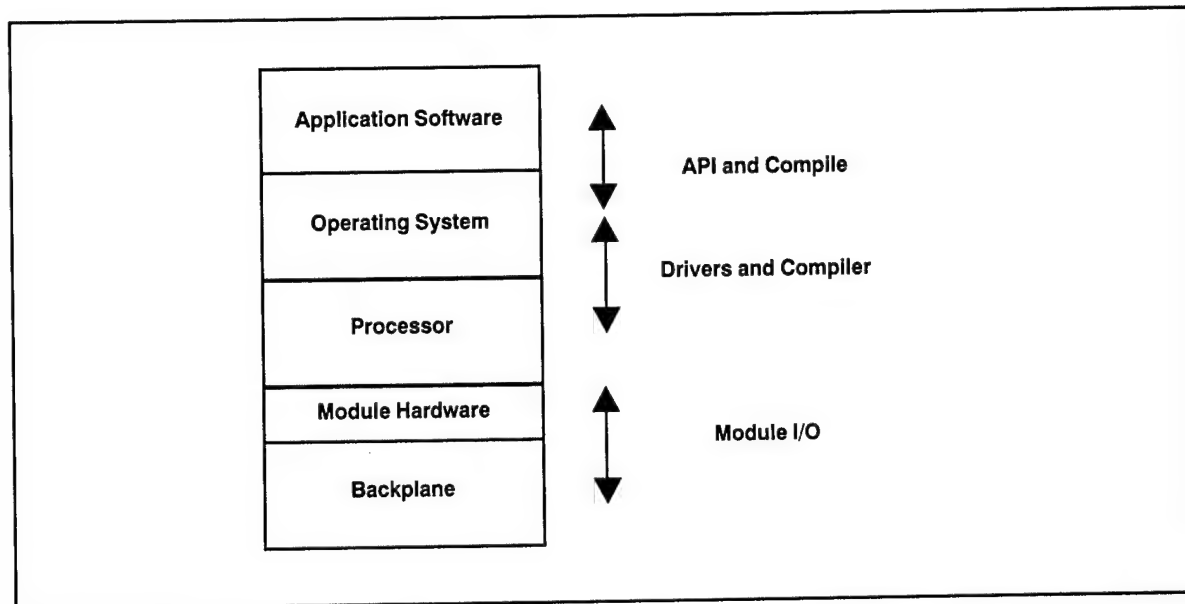 Application Software
API and Compile
Operating System
Drivers and Compiler
Processor
Module Hardware
Module I/O
Backplane